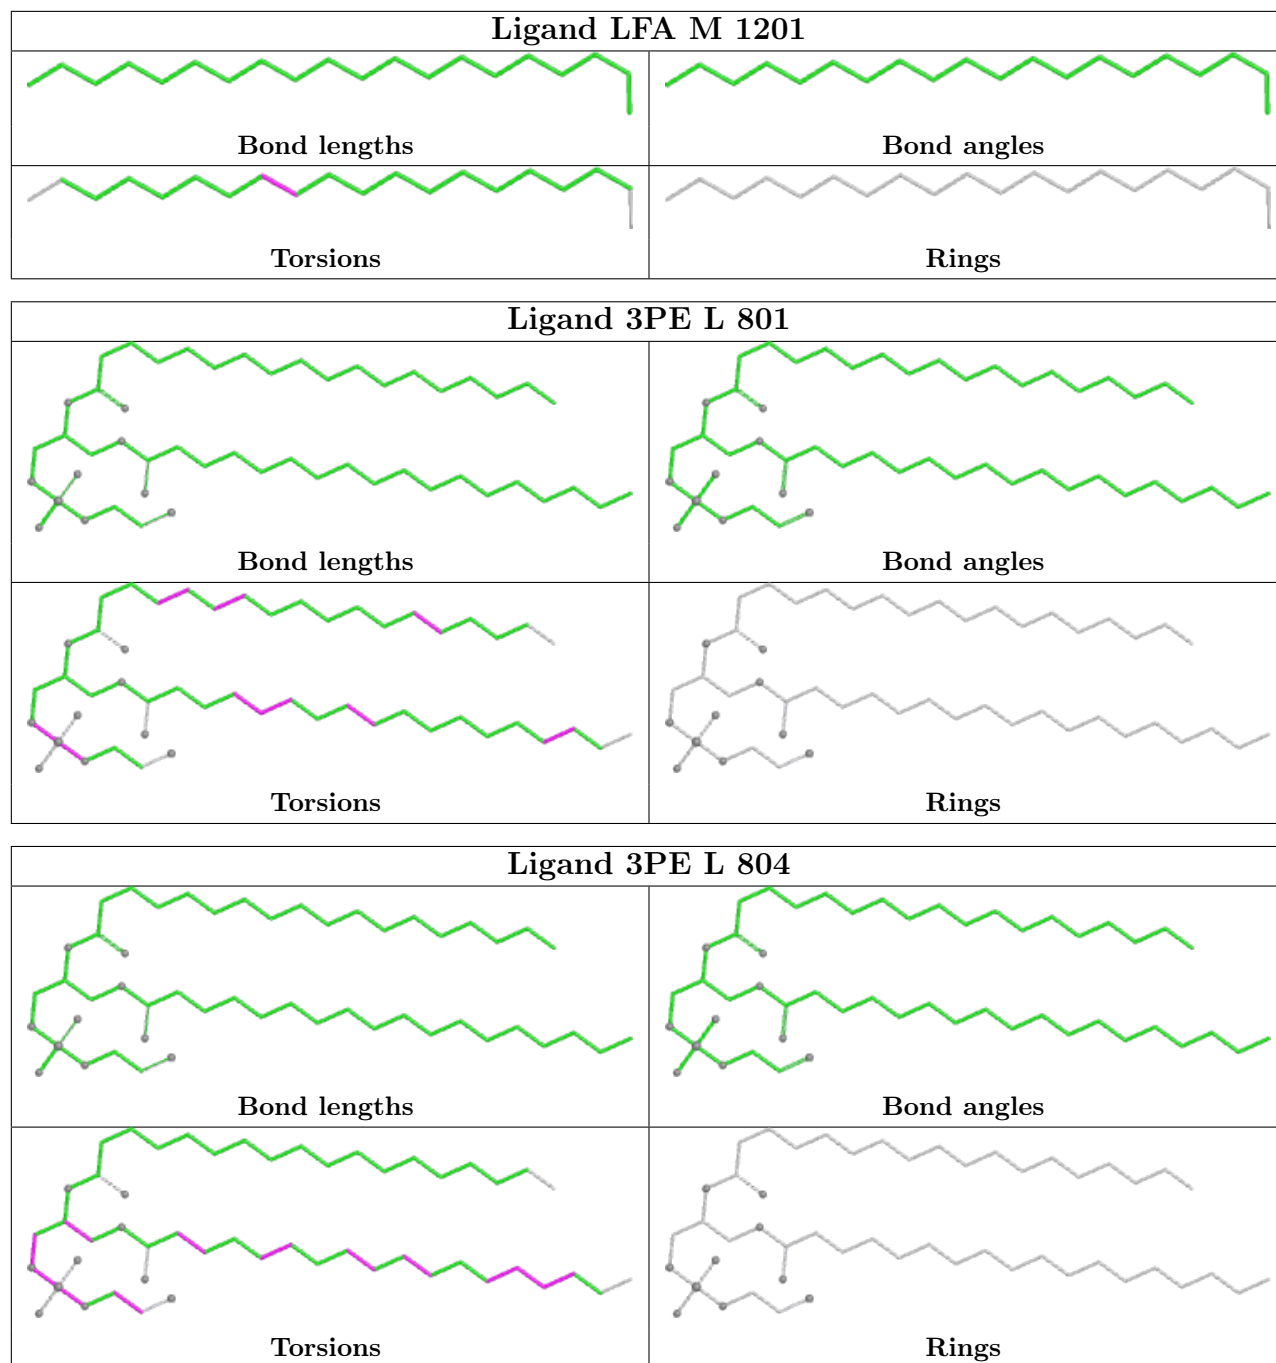 Ligand LFA M 1201
Bond lengths Bond angles
Torsions Rings
Ligand 3PE L 801
Bond lengths Bond angles
Torsions Rings
Ligand 3PE L 804
Bond lengths Bond angles
Torsions Rings